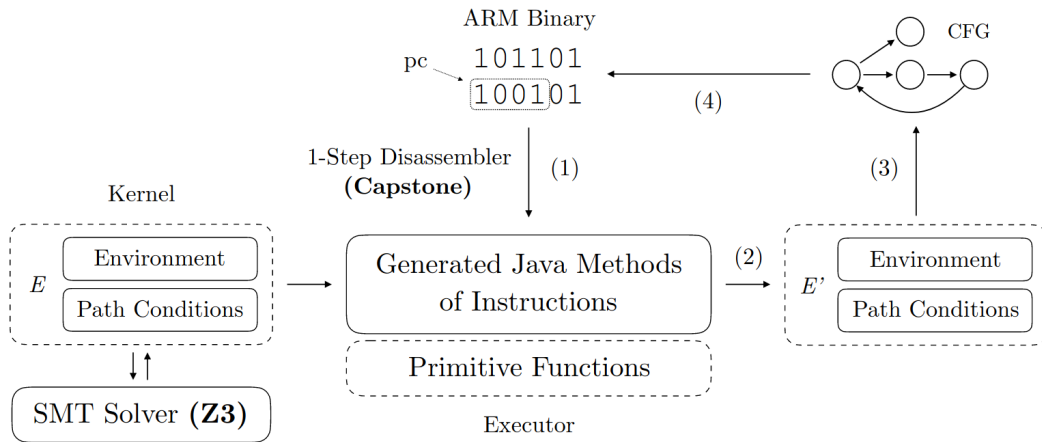 ARM Binary
CFG
101101
pc
100101
(4)
1-Step Disassembler
(Capstone)
(1)
(3)
Kernel
E
Environment
Path Conditions
Generated Java Methods
of Instructions
(2)
E'
Environment
Path Conditions
Primitive Functions
SMT Solver (Z3)
Executor